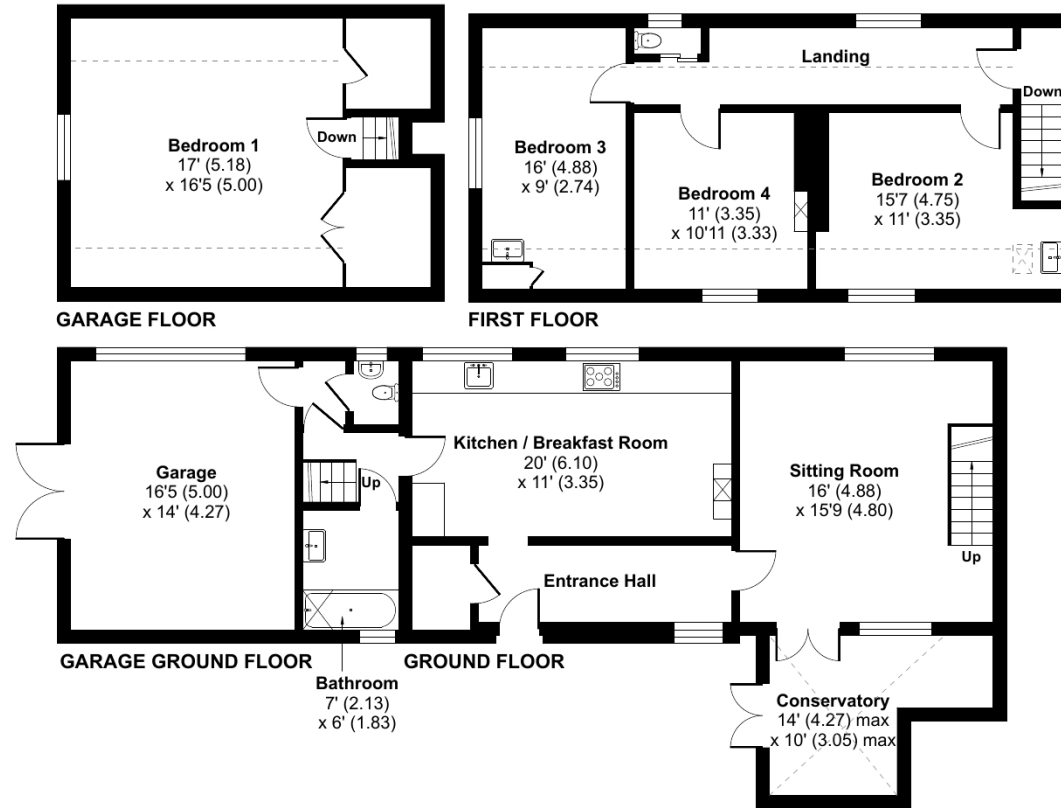 Bedroom 1
17' (5.18)
x 16'5 (5.00)
Down
GARAGE FLOOR
Landing
Down
Bedroom 3
16' (4.88)
x 9' (2.74)
Bedroom 4
11' (3.35)
x 10'11 (3.33)
Bedroom 2
15'7 (4.75)
x 11' (3.35)
FIRST FLOOR
Garage
16'5 (5.00)
x 14' (4.27)
Up
Kitchen / Breakfast Room
20' (6.10)
x 11' (3.35)
Sitting Room
16' (4.88)
x 15'9 (4.80)
Up
Entrance Hall
GARAGE GROUND FLOOR
GROUND FLOOR
Bathroom
7' (2.13)
x 6' (1.83)
Conservatory
14' (4.27) max
x 10' (3.05) max